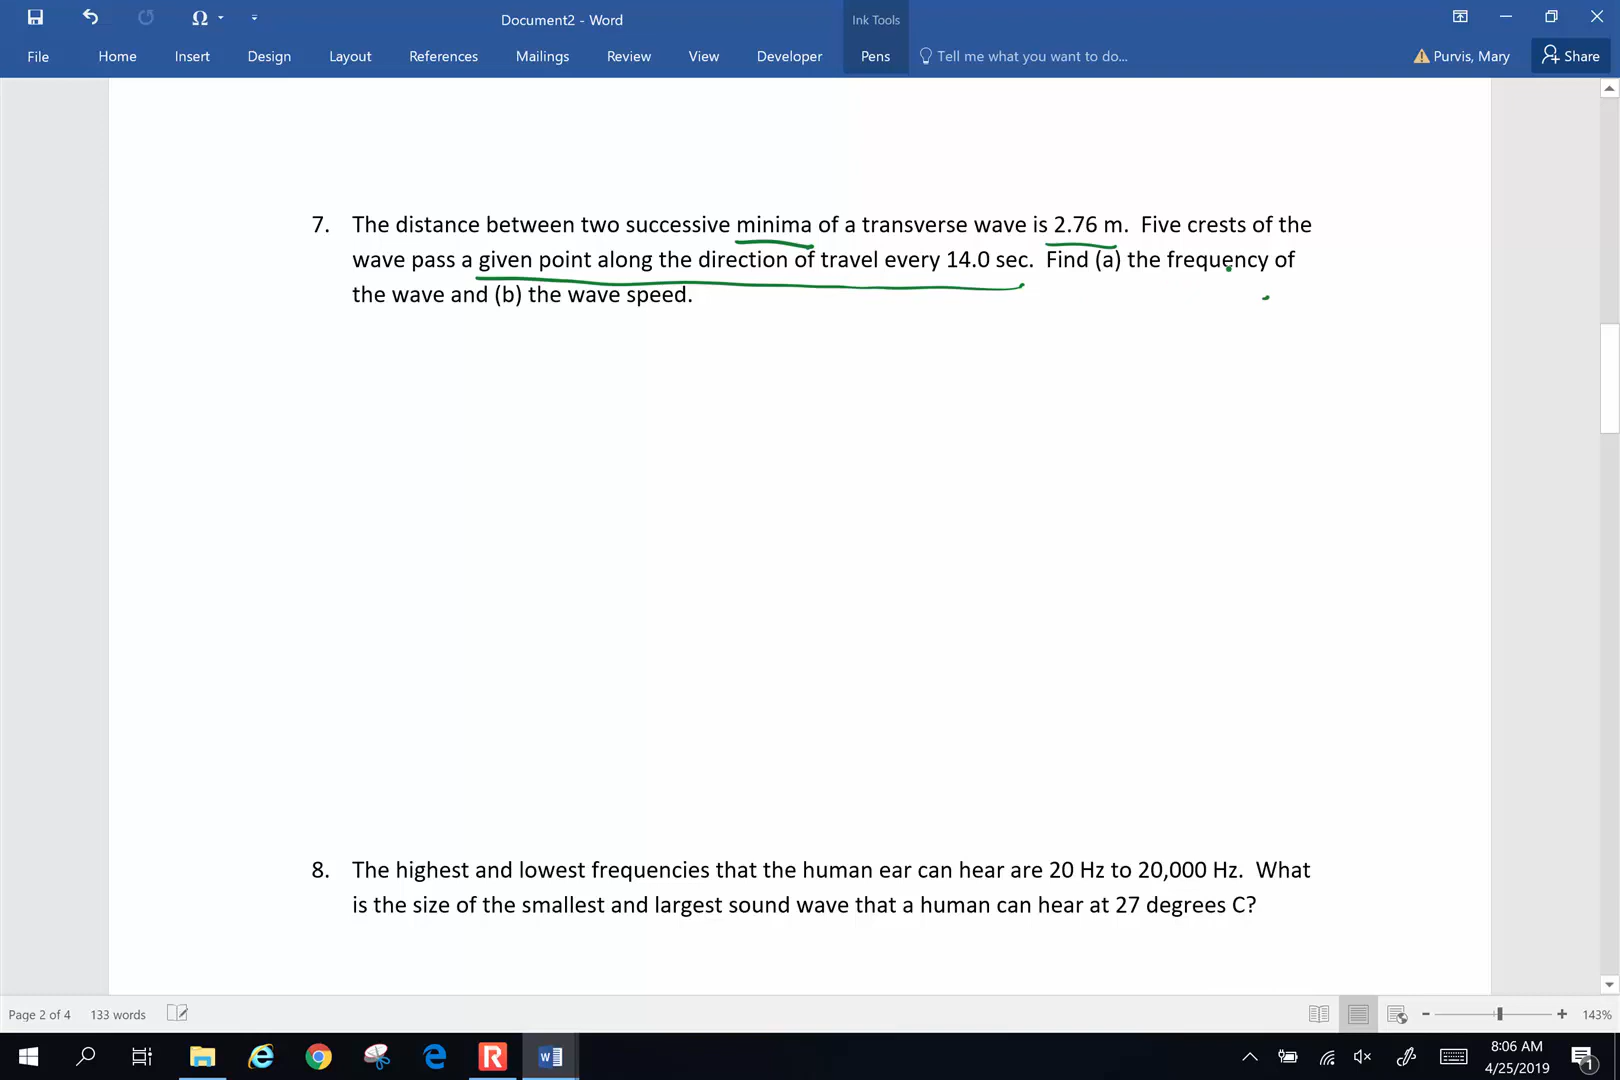 Document2 - Word
Ink Tools
File
Home
Insert
Design
Layout
References
Mailings
Review
View
Developer
Pens
Tell me what you want to do...
Purvis, Mary
Share
7. The distance between two successive minima of a transverse wave is 2.76 m. Five crests of the
wave pass a given point along the direction of travel every 14.0 sec. Find (a) the frequency of
the wave and (b) the wave speed.
8. The highest and lowest frequencies that the human ear can hear are 20 Hz to 20,000 Hz. What
is the size of the smallest and largest sound wave that a human can hear at 27 degrees C?
Page 2 of 4
133 words
143%
8:06 AM
4/25/2019
1